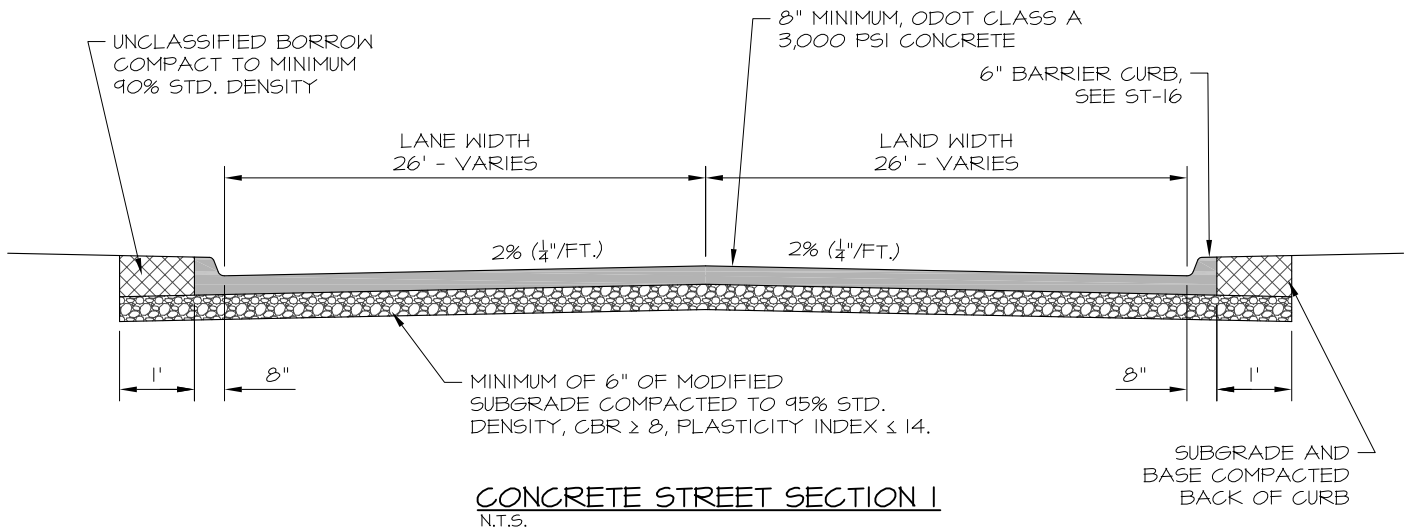 UNCLASSIFIED BORROW
COMPACT TO MINIMUM
90% STD. DENSITY
8" MINIMUM, ODOT CLASS A
3,000 PSI CONCRETE
6" BARRIER CURB,
SEE ST-16
LANE WIDTH
26' - VARIES
LAND WIDTH
26' - VARIES
2% (¼"/FT.)
2% (¼"/FT.)
1'
8"
8"
1'
MINIMUM OF 6" OF MODIFIED
SUBGRADE COMPACTED TO 95% STD.
DENSITY, CBR ≥ 8, PLASTICITY INDEX ≤ 14.
SUBGRADE AND
BASE COMPACTED
BACK OF CURB
CONCRETE STREET SECTION 1
N.T.S.